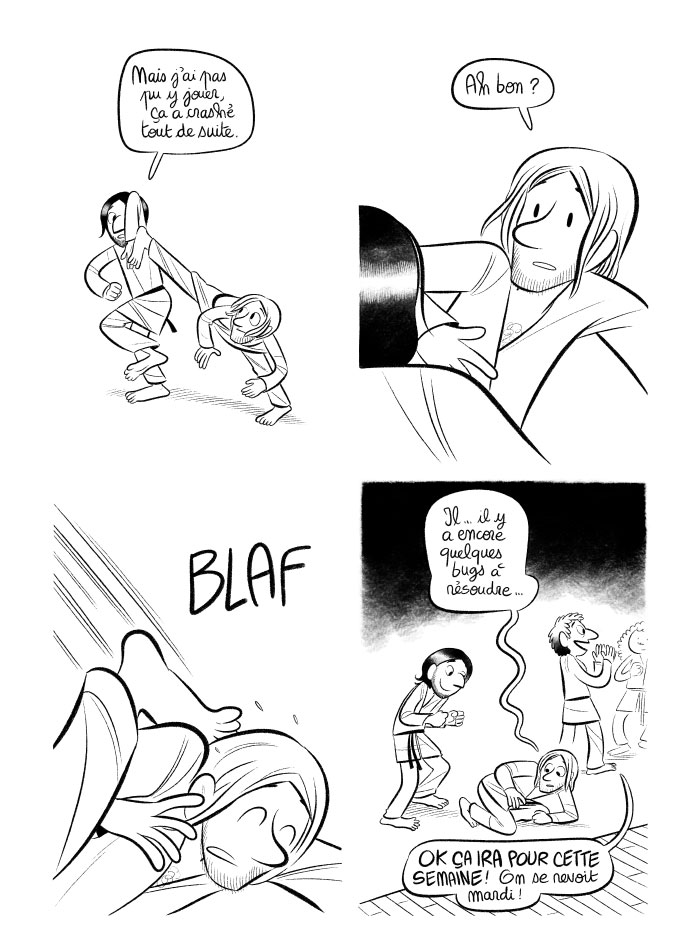 Mais j'ai pas
pu y jouer,
ça a crashé
tout de suite.
Ah bon ?
BLAF
Il... il y
a encore
quelques
bugs à
résoudre...
OK ÇA IRA POUR CETTE
SEMAINE ! On se revoit
mardi !